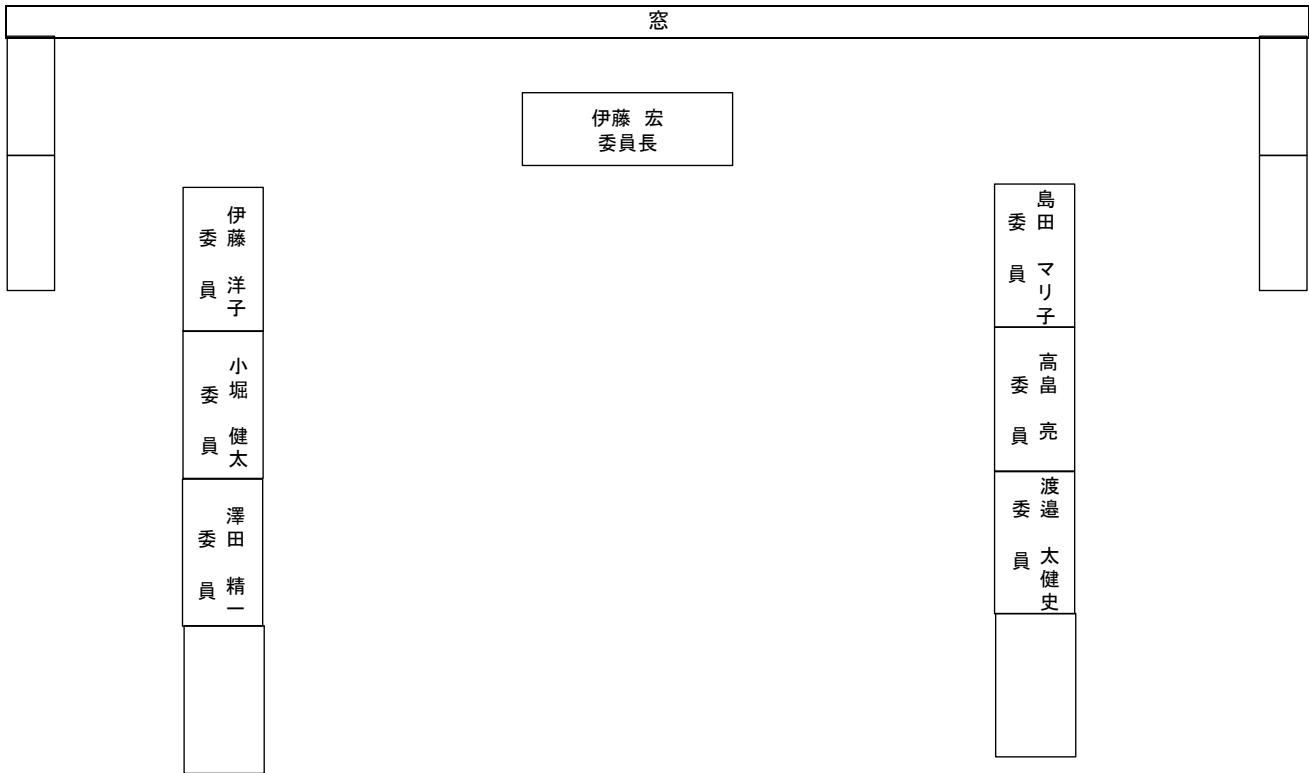 窓
伊藤 宏
委員長
伊藤 洋子
委員
島田 マリ子
委員
小堀 健太
委員
高畠 亮
委員
澤田 精一
委員
渡邉 太健史
委員